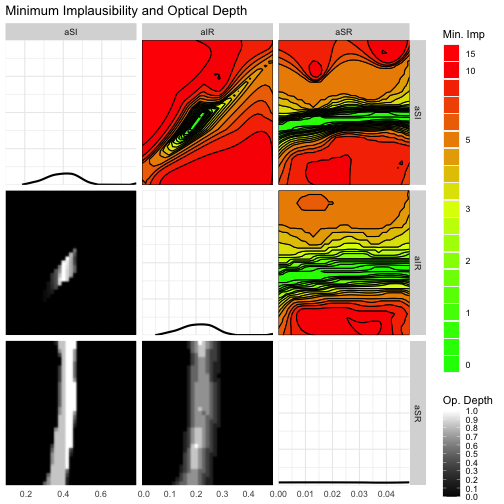 Minimum Implausibility and Optical Depth
aSI aIR aSR
aSI
aIR
aSR
0.2 0.4 0.6 0.0 0.1 0.2 0.3 0.4 0.00 0.01 0.02 0.03 0.04
Min. Imp
15
10
5
3
2
1
0
Op. Depth
1.0
0.9
0.8
0.7
0.6
0.5
0.4
0.3
0.2
0.1
0.0